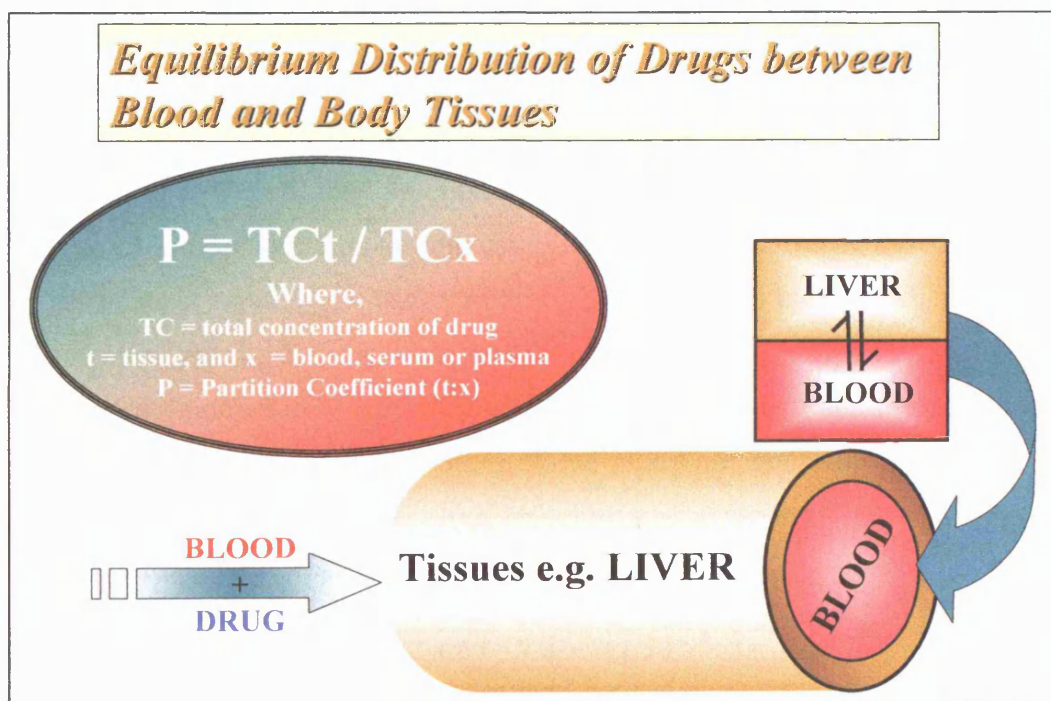 Equilibrium Distribution of Drugs between
Blood and Body Tissues
P = TCt / TCx
Where,
TC = total concentration of drug
t = tissue, and x = blood, serum or plasma
P = Partition Coefficient (t:x)
LIVER
BLOOD
BLOOD
+
DRUG
Tissues e.g. LIVER
BLOOD